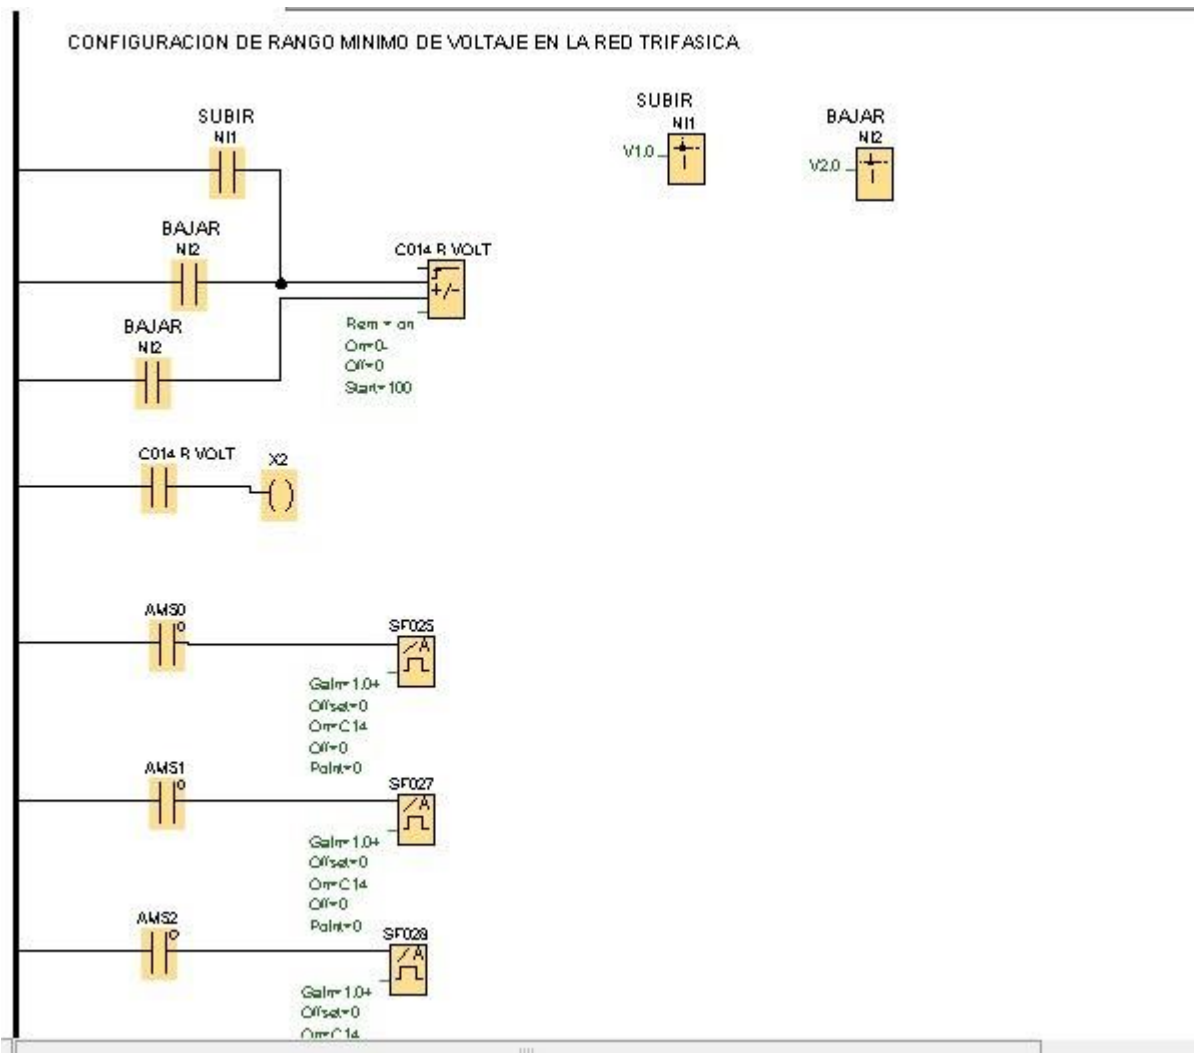 CONFIGURACION DE RANGO MINIMO DE VOLTAJE EN LA RED TRIFASICA
SUBIR
NI1
SUBIR
NI1
V1.0
BAJAR
NI2
V2.0
BAJAR
NI2
C014 R VOLT
+/-
Rem = on
On=0
Off=0
Start=100
BAJAR
NI2
C014 R VOLT
X2
AMS0
SF025
/A
Gain=1.0+
Offset=0
On=C14
Off=0
Point=0
AMS1
SF027
/A
Gain=1.0+
Offset=0
On=C14
Off=0
Point=0
AMS2
SF028
/A
Gain=1.0+
Offset=0
On=C14